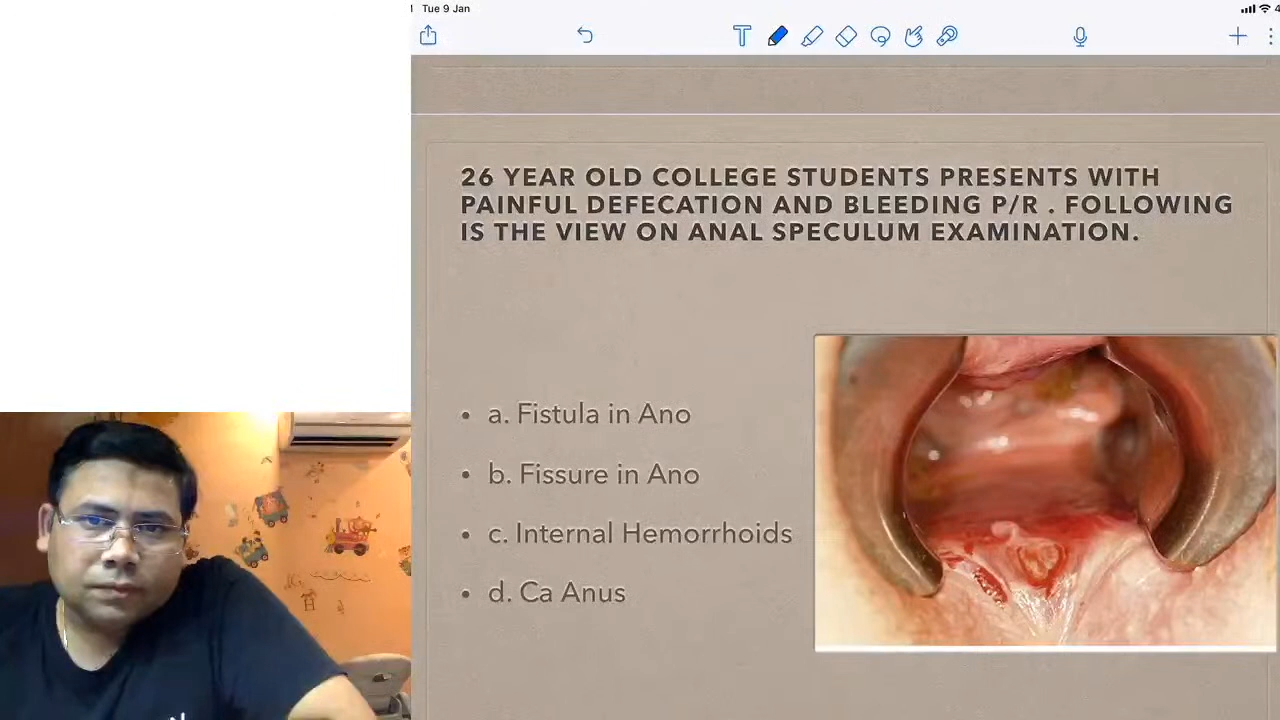 Tue 9 Jan
26 YEAR OLD COLLEGE STUDENTS PRESENTS WITH
PAINFUL DEFECATION AND BLEEDING P/R . FOLLOWING
IS THE VIEW ON ANAL SPECULUM EXAMINATION.
• a. Fistula in Ano
• b. Fissure in Ano
• c. Internal Hemorrhoids
• d. Ca Anus